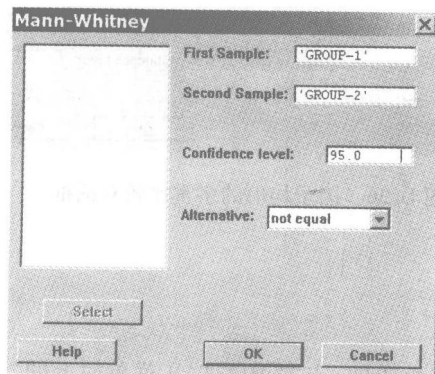 Mann-Whitney
First Sample: 'GROUP-1'
Second Sample: 'GROUP-2'
Confidence level: 95.0
Alternative: not equal
Select
Help OK Cancel